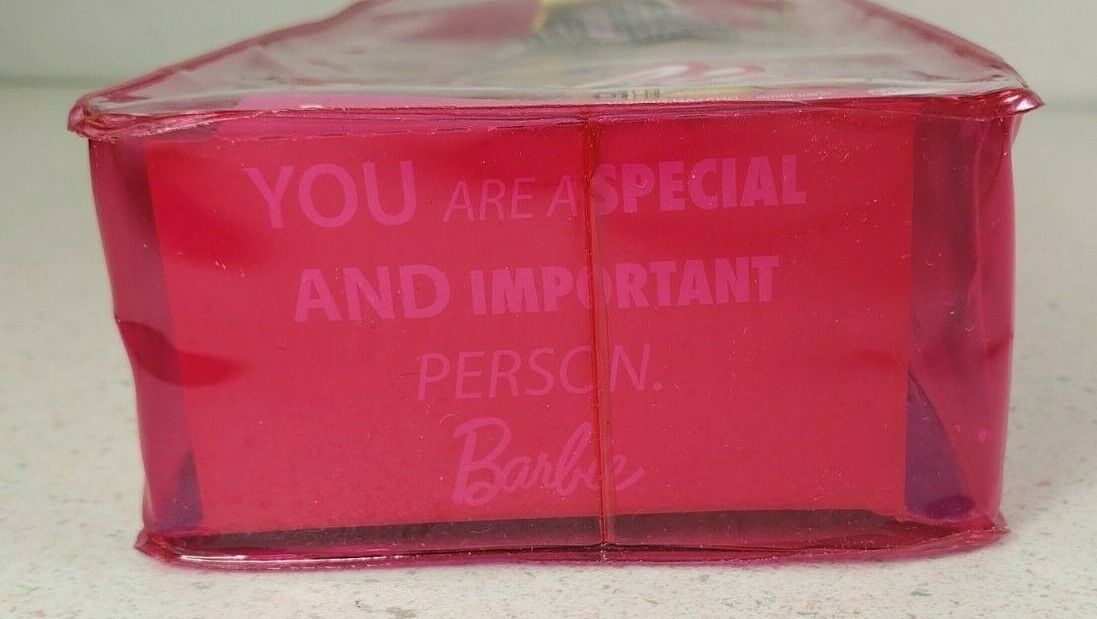 YOU ARE A SPECIAL
AND IMPORTANT
PERSON.
Barbie